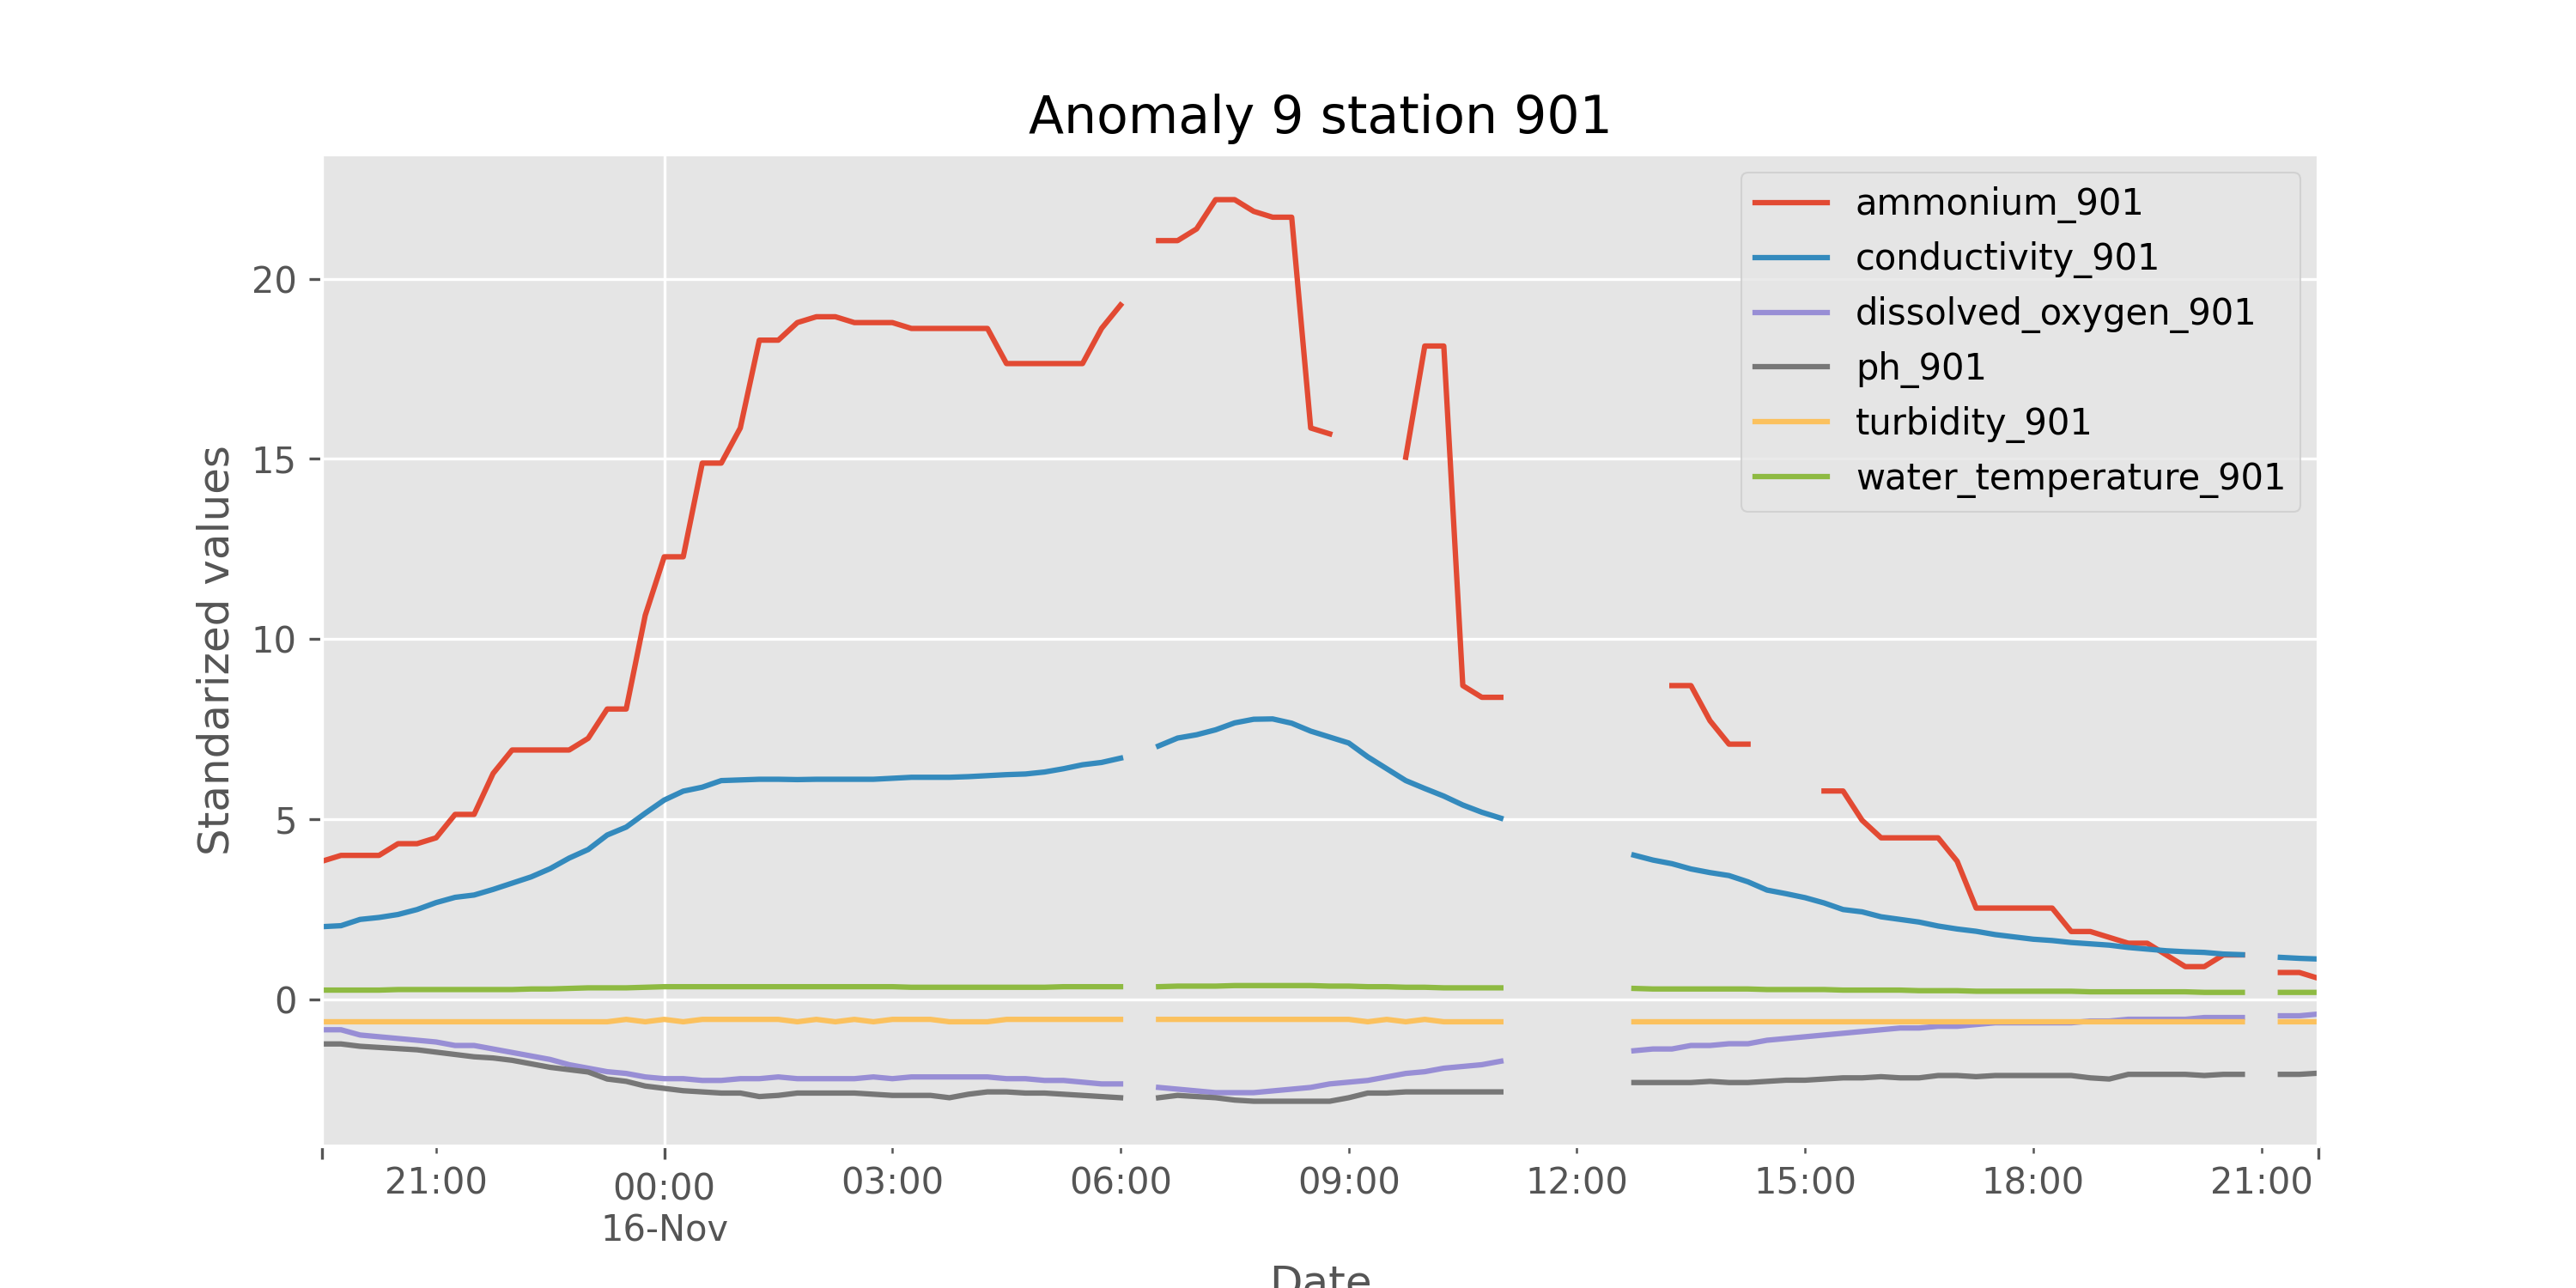 Anomaly 9 station 901
ammonium_901
conductivity_901
dissolved_oxygen_901
ph_901
turbidity_901
water_temperature_901
Standarized values
20
15
10
5
0
21:00
00:00
16-Nov
03:00
06:00
09:00
12:00
15:00
18:00
21:00
Date